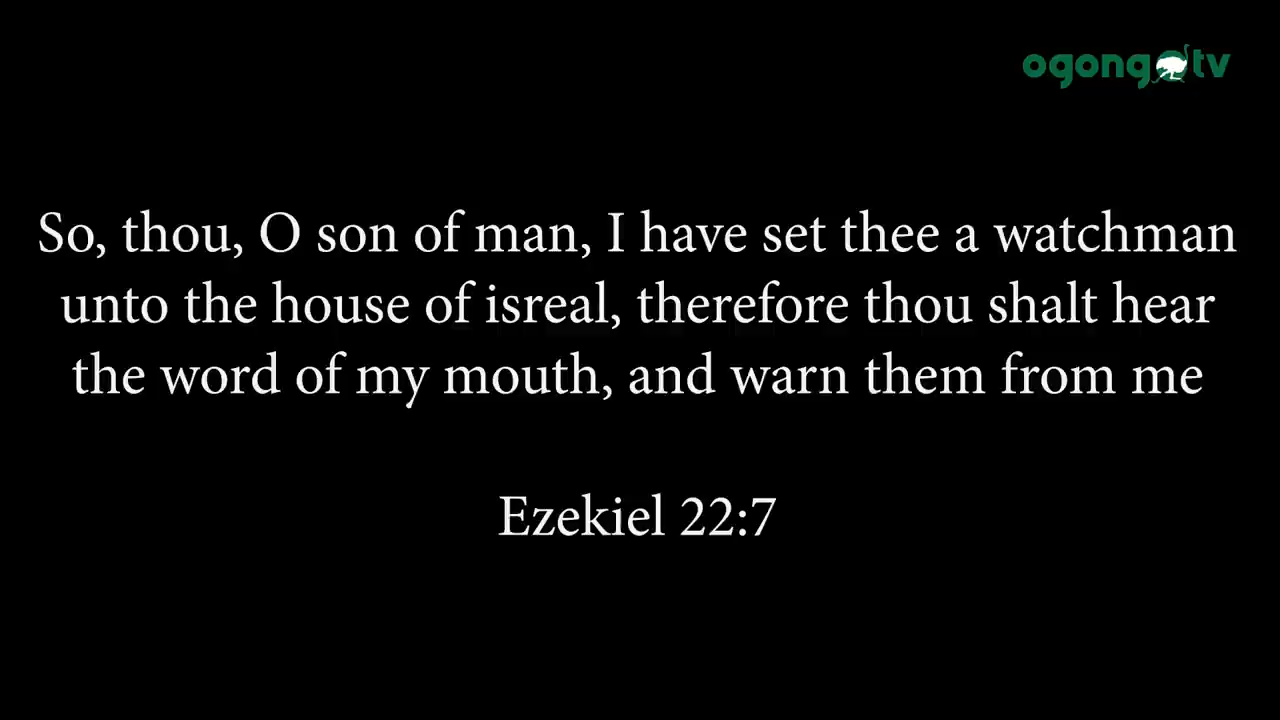 ogongo tv
So, thou, O son of man, I have set thee a watchman
unto the house of isreal, therefore thou shalt hear
the word of my mouth, and warn them from me
Ezekiel 22:7